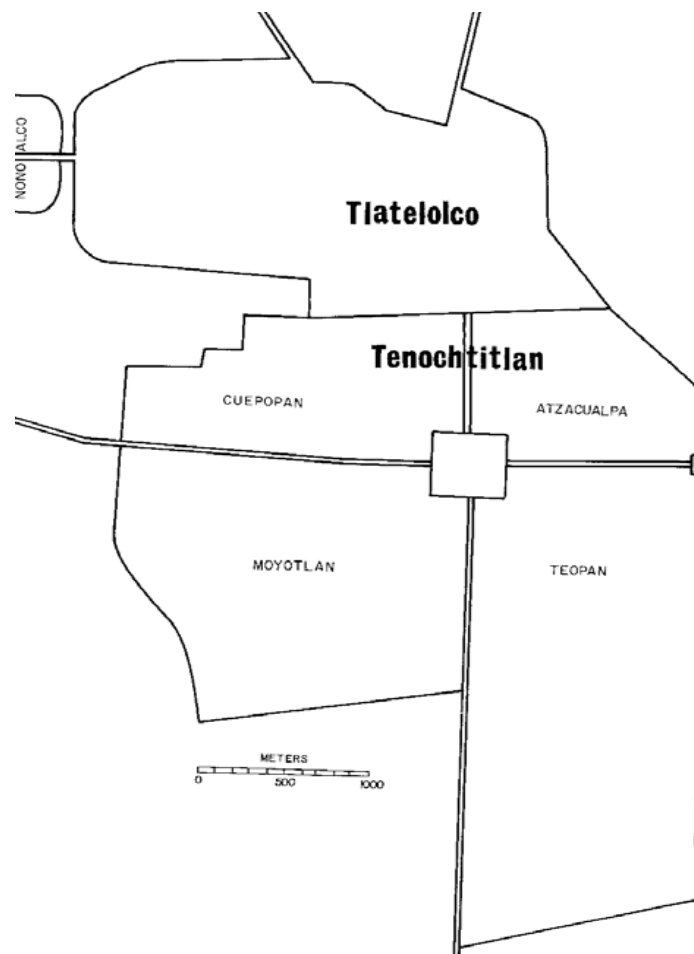 NONOALCO
Tlatelolco
Tenochtitlan
CUEPOPAN
ATZACUALPA
MOYOTLAN
TEOPAN
METERS
0 500 1000